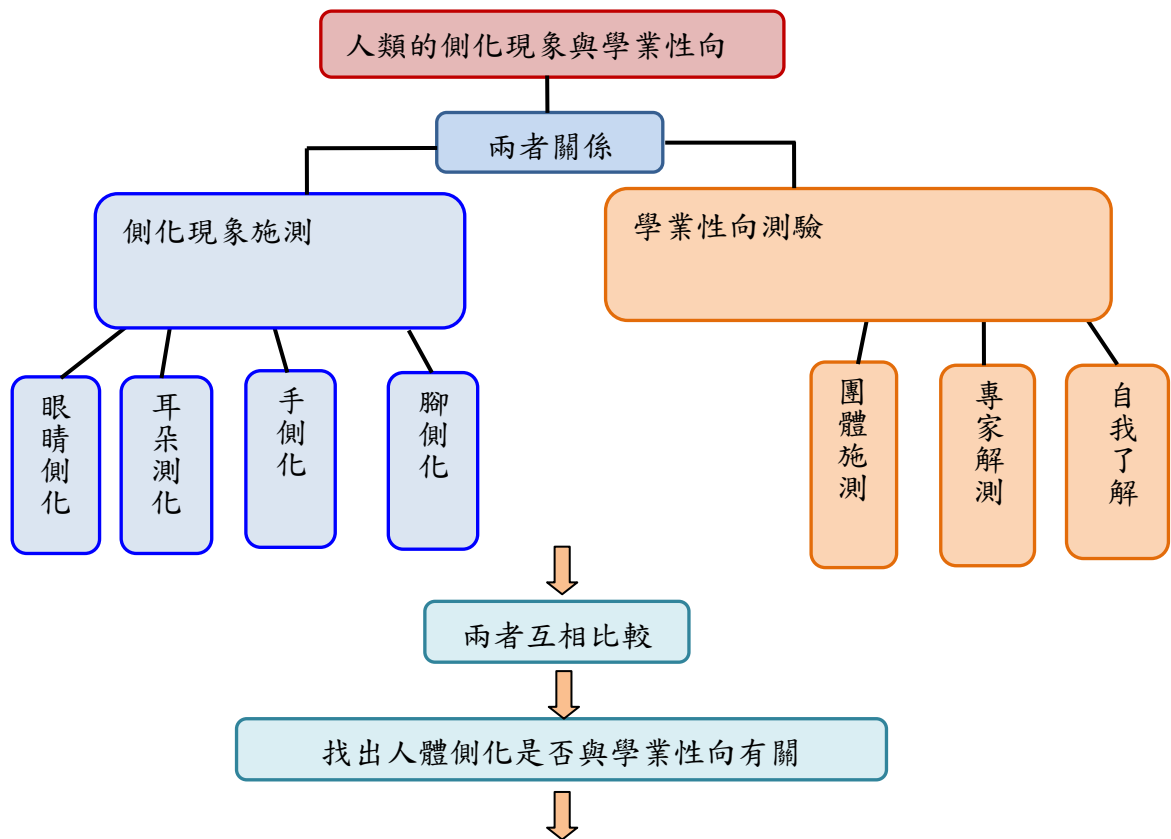 人類的側化現象與學業性向
兩者關係
側化現象施測
學業性向測驗
眼睛側化
耳朵測化
手側化
腳側化
團體施測
專家解測
自我了解
兩者互相比較
找出人體側化是否與學業性向有關